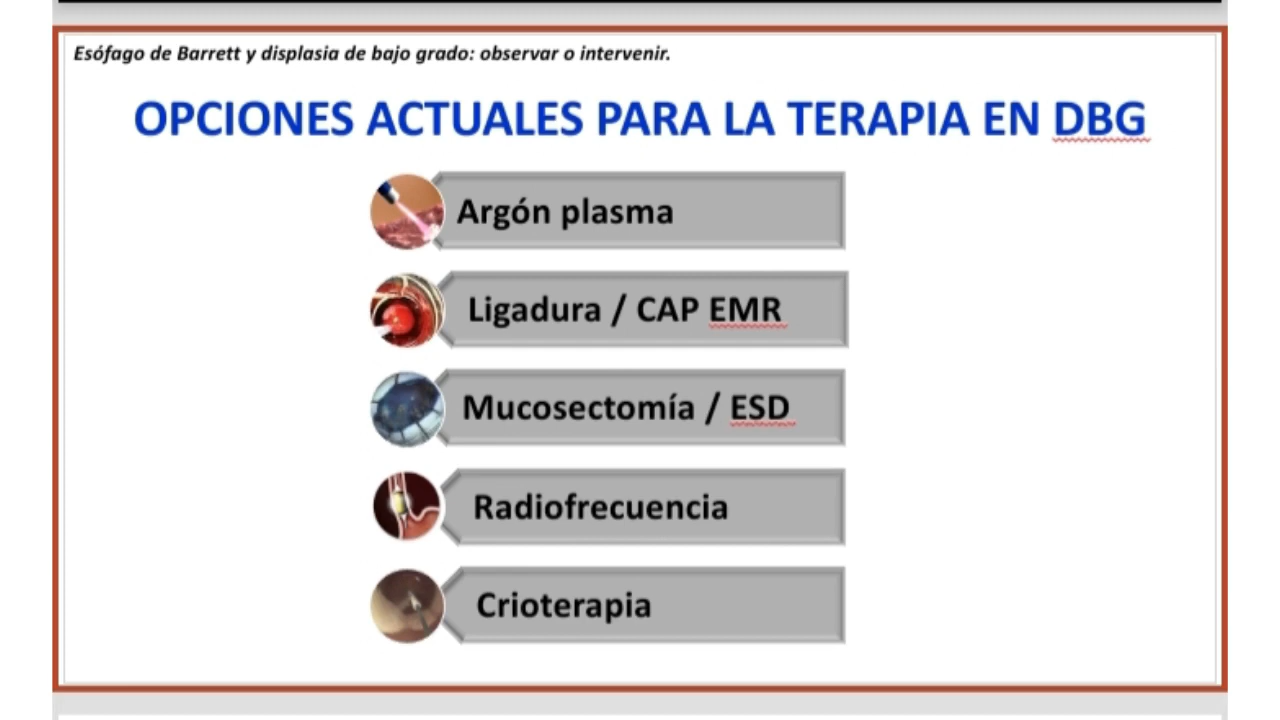 Esófago de Barrett y displasia de bajo grado: observar o intervenir.
OPCIONES ACTUALES PARA LA TERAPIA EN DBG
Argón plasma
Ligadura / CAP EMR
Mucosectomía / ESD
Radiofrecuencia
Crioterapia